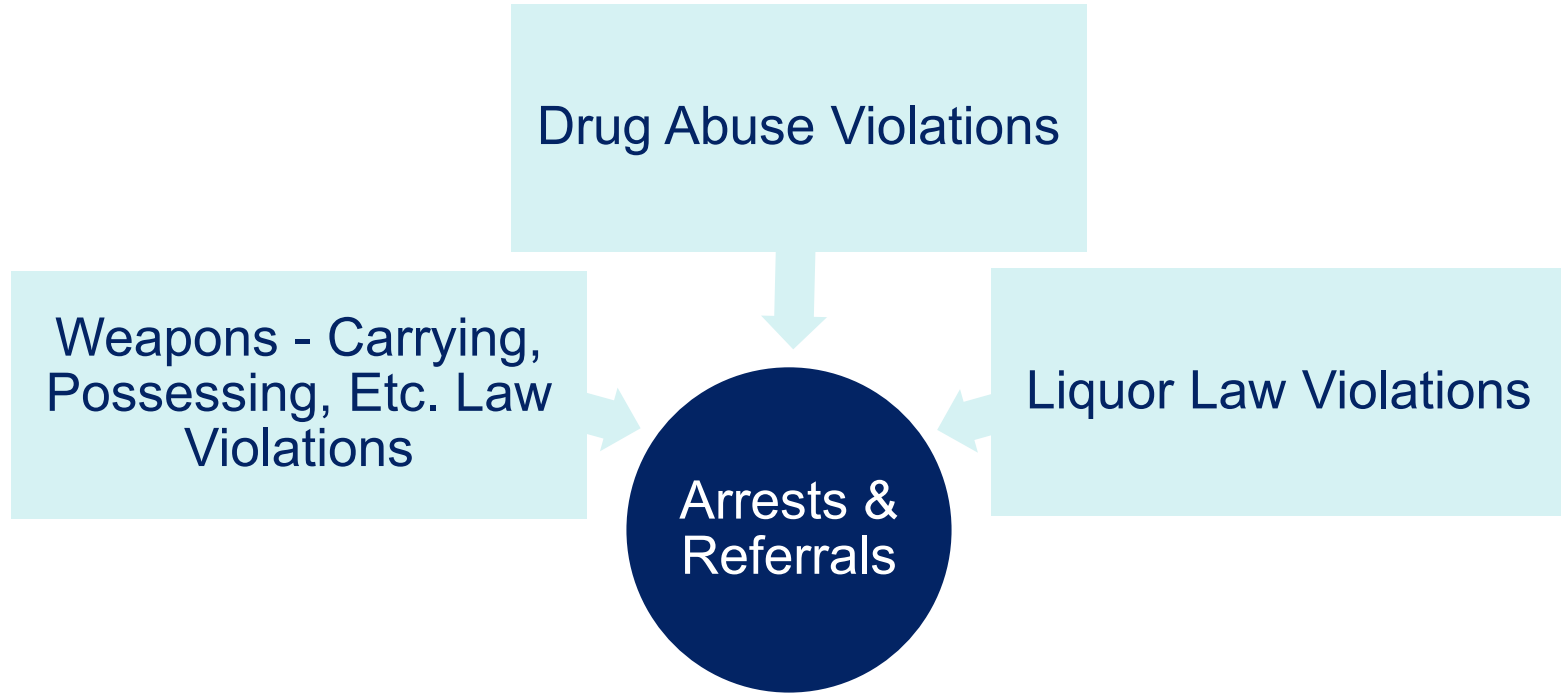 Drug Abuse Violations
Weapons - Carrying,
Possessing, Etc. Law
Violations
Liquor Law Violations
Arrests &
Referrals